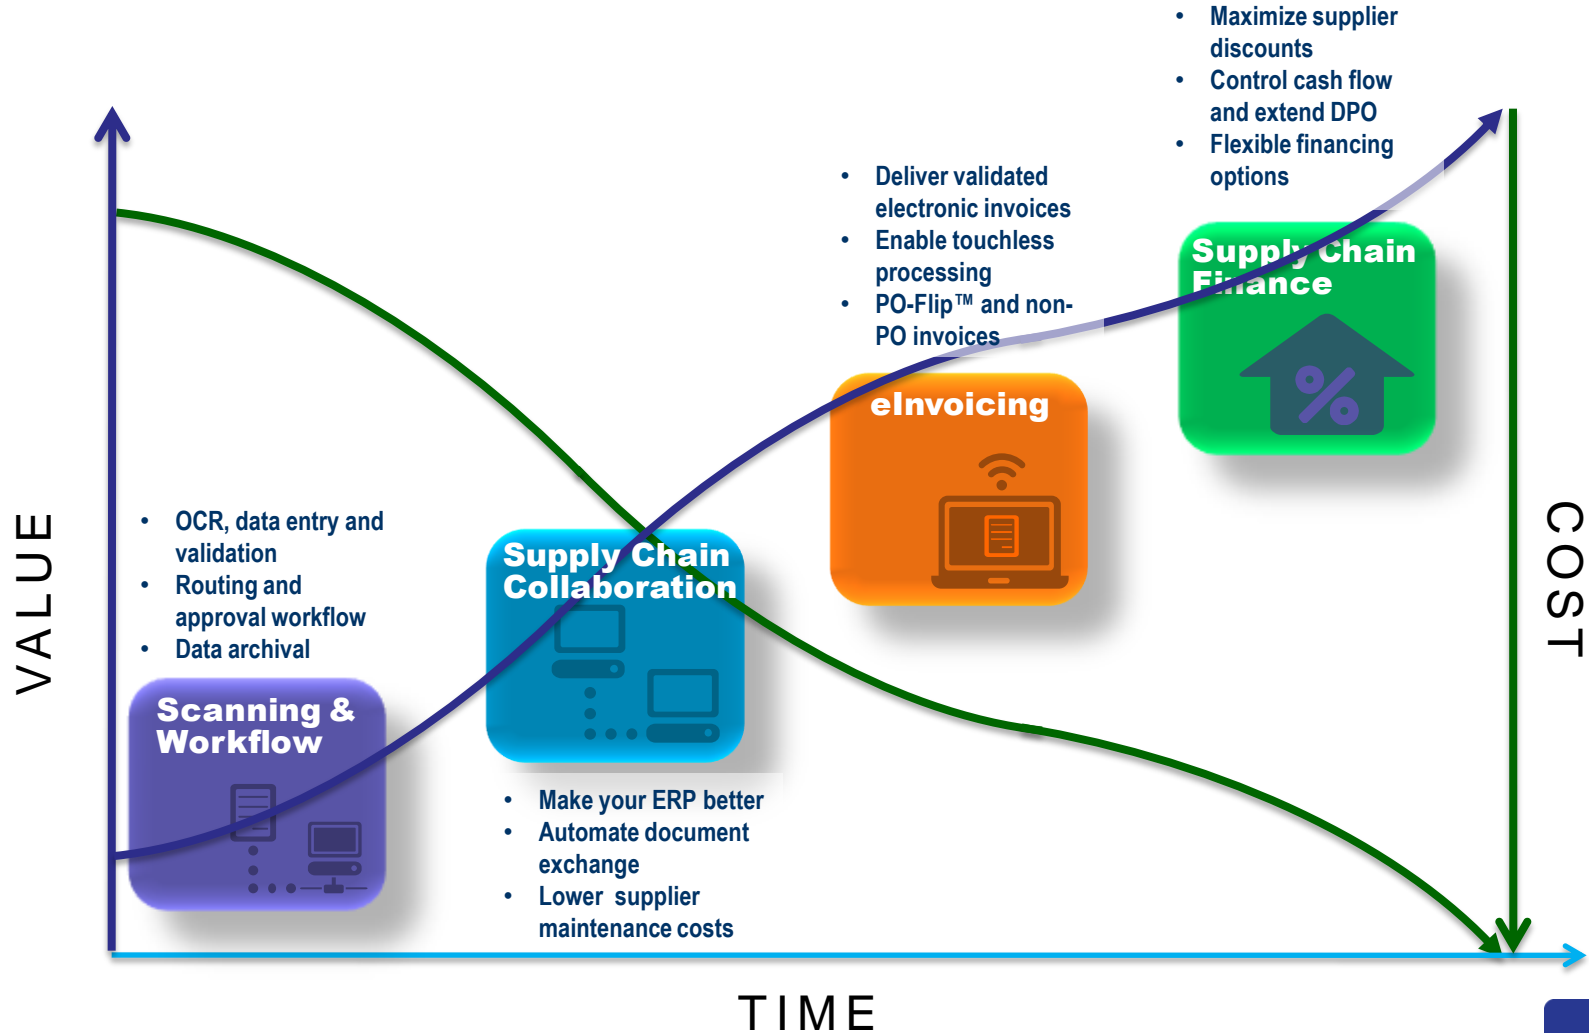 • Maximize supplier
discounts
• Control cash flow
and extend DPO
• Flexible financing
options
• Deliver validated
electronic invoices
• Enable touchless
processing
• PO-Flip™ and non-
PO invoices
Supply Chain
Finance
%
eInvoicing
VALUE
COST
• OCR, data entry and
validation
• Routing and
approval workflow
• Data archival
Supply Chain
Collaboration
Scanning &
Workflow
• Make your ERP better
• Automate document
exchange
• Lower supplier
maintenance costs
TIME